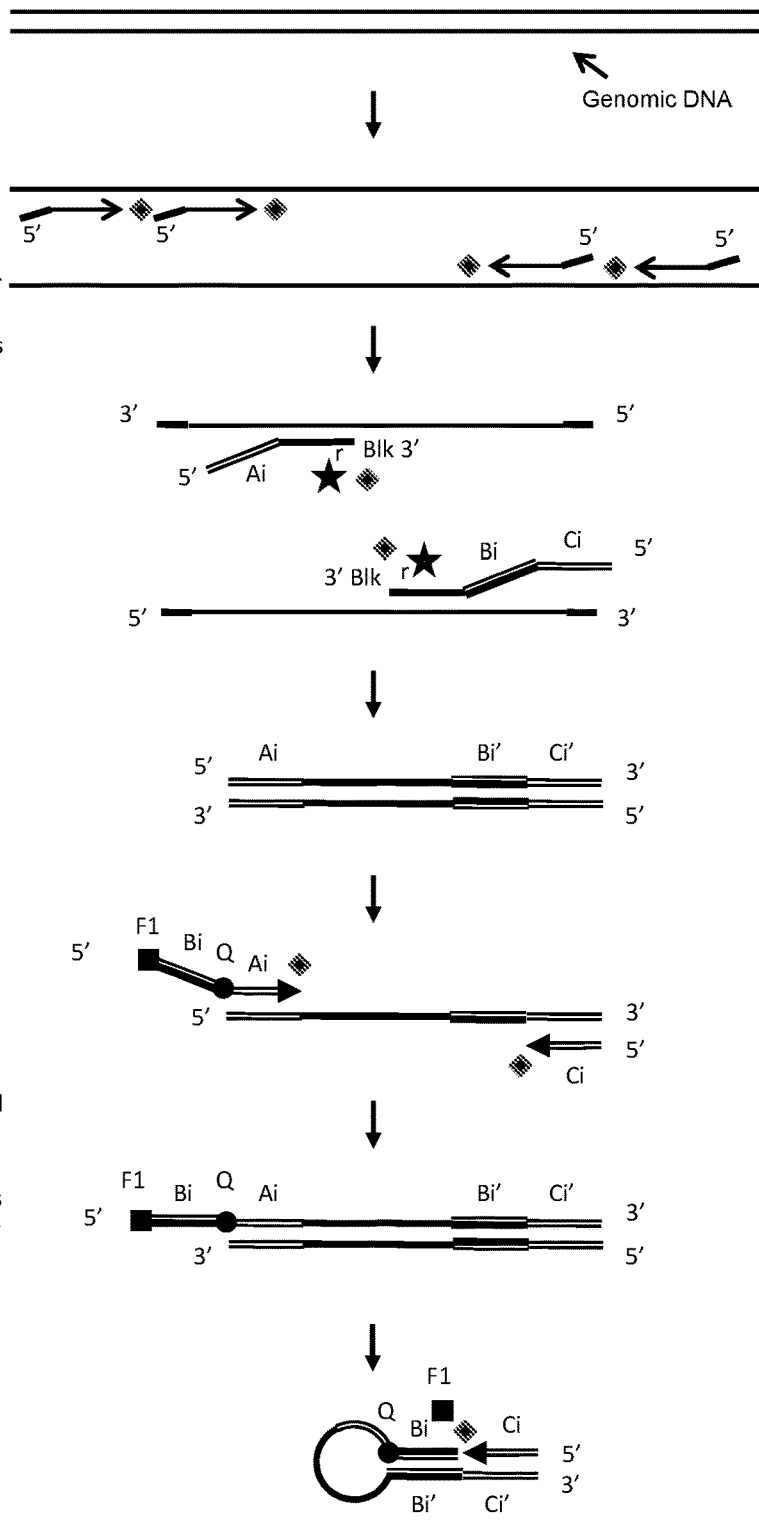 Genomic DNA
5’ 5’
5’ 5’
s
3’ 5’
r Blk 3’
5’ Ai
Bi Ci 5’
3’ Blk r
5’ 3’
Ai Bi’ Ci’
5’ 3’
3’ 5’
F1
5’ Bi Q Ai
5’ 3’
5’
Ci
F1 Bi Q Ai Bi’ Ci’
5’ 3’
3’ 5’
F1
Q Bi Ci
5’
3’
Bi’ Ci’